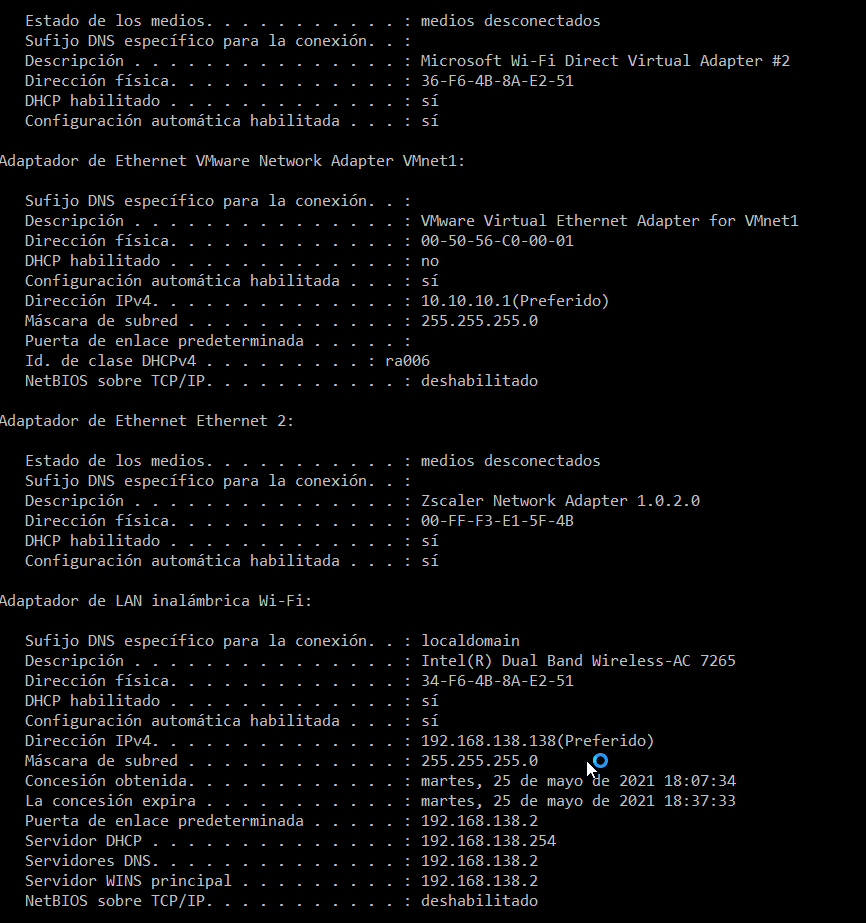 Estado de los medios. . . . . . . . . . . : medios desconectados
Sufijo DNS específico para la conexión. . :
Descripción . . . . . . . . . . . . . . . : Microsoft Wi-Fi Direct Virtual Adapter #2
Dirección física. . . . . . . . . . . . . : 36-F6-4B-8A-E2-51
DHCP habilitado . . . . . . . . . . . . . : sí
Configuración automática habilitada . . . : sí
Adaptador de Ethernet VMware Network Adapter VMnet1:
Sufijo DNS específico para la conexión. . :
Descripción . . . . . . . . . . . . . . . : VMware Virtual Ethernet Adapter for VMnet1
Dirección física. . . . . . . . . . . . . : 00-50-56-C0-00-01
DHCP habilitado . . . . . . . . . . . . . : no
Configuración automática habilitada . . . : sí
Dirección IPv4. . . . . . . . . . . . . . : 10.10.10.1(Preferido)
Máscara de subred . . . . . . . . . . . . : 255.255.255.0
Puerta de enlace predeterminada . . . . . :
Id. de clase DHCPv4 . . . . . . . . . . : ra006
NetBIOS sobre TCP/IP. . . . . . . . . . . : deshabilitado
Adaptador de Ethernet Ethernet 2:
Estado de los medios. . . . . . . . . . . : medios desconectados
Sufijo DNS específico para la conexión. . :
Descripción . . . . . . . . . . . . . . . : Zscaler Network Adapter 1.0.2.0
Dirección física. . . . . . . . . . . . . : 00-FF-F3-E1-5F-4B
DHCP habilitado . . . . . . . . . . . . . : sí
Configuración automática habilitada . . . : sí
Adaptador de LAN inalámbrica Wi-Fi:
Sufijo DNS específico para la conexión. . : localdomain
Descripción . . . . . . . . . . . . . . . : Intel(R) Dual Band Wireless-AC 7265
Dirección física. . . . . . . . . . . . . : 34-F6-4B-8A-E2-51
DHCP habilitado . . . . . . . . . . . . . : sí
Configuración automática habilitada . . . : sí
Dirección IPv4. . . . . . . . . . . . . . : 192.168.138.138(Preferido)
Máscara de subred . . . . . . . . . . . . : 255.255.255.0
Concesión obtenida. . . . . . . . . . . . : martes, 25 de mayo de 2021 18:07:34
La concesión expira . . . . . . . . . . . : martes, 25 de mayo de 2021 18:37:33
Puerta de enlace predeterminada . . . . . : 192.168.138.2
Servidor DHCP . . . . . . . . . . . . . . : 192.168.138.254
Servidores DNS. . . . . . . . . . . . . . : 192.168.138.2
Servidor WINS principal . . . . . . . . . : 192.168.138.2
NetBIOS sobre TCP/IP. . . . . . . . . . . : deshabilitado